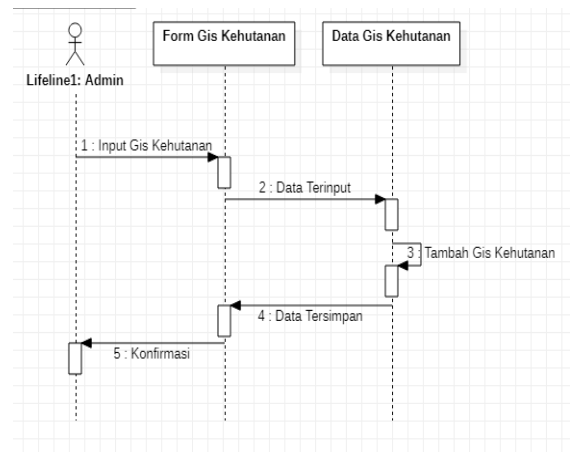 Form Gis Kehutanan
Data Gis Kehutanan
Lifeline1: Admin
1 : Input Gis Kehutanan
2 : Data Terinput
3 : Tambah Gis Kehutanan
4 : Data Tersimpan
5 : Konfirmasi